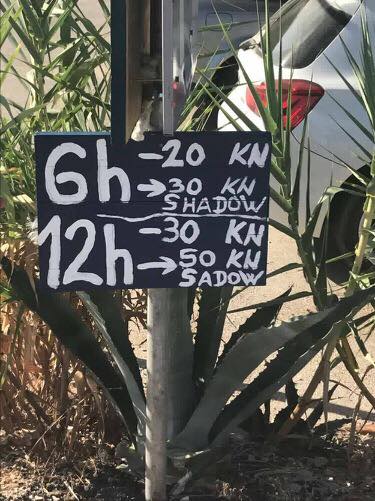 6h -20 KN
→30 KN
SHADOW
12h -30 KN
→50 KN
SADOW